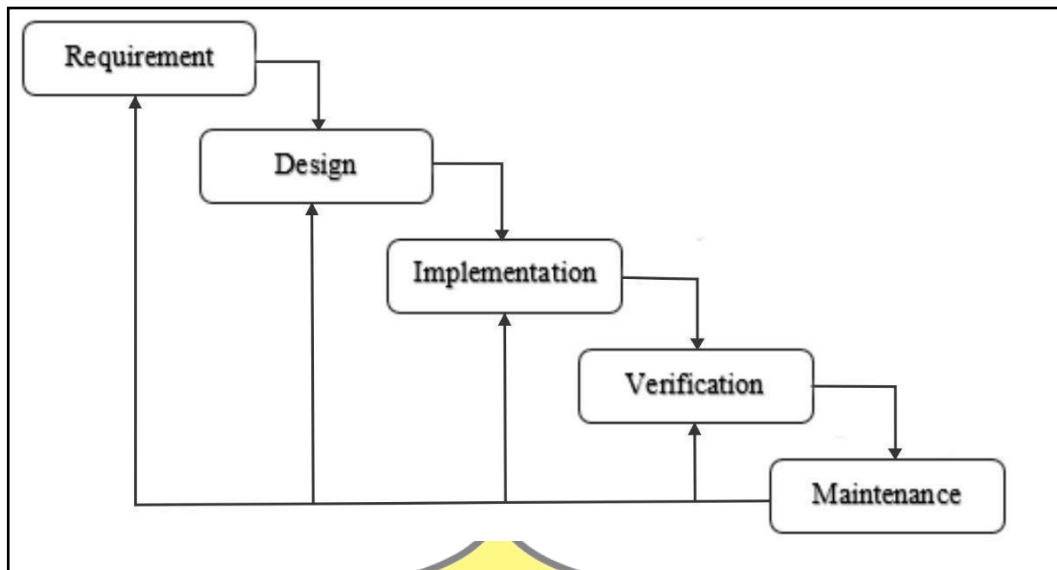 Requirement
Design
Implementation
Verification
Maintenance